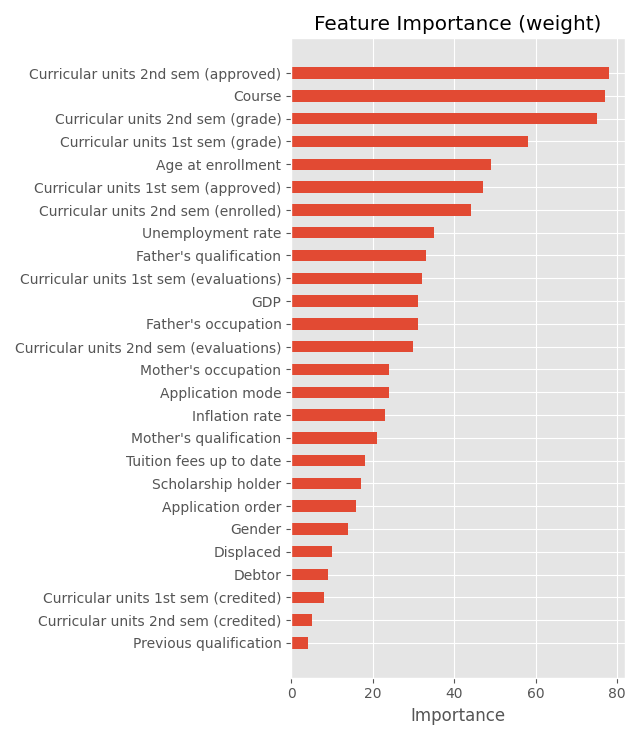 Feature Importance (weight)
Curricular units 2nd sem (approved)
Course
Curricular units 2nd sem (grade)
Curricular units 1st sem (grade)
Age at enrollment
Curricular units 1st sem (approved)
Curricular units 2nd sem (enrolled)
Unemployment rate
Father's qualification
Curricular units 1st sem (evaluations)
GDP
Father's occupation
Curricular units 2nd sem (evaluations)
Mother's occupation
Application mode
Inflation rate
Mother's qualification
Tuition fees up to date
Scholarship holder
Application order
Gender
Displaced
Debtor
Curricular units 1st sem (credited)
Curricular units 2nd sem (credited)
Previous qualification
0 20 40 60 80
Importance